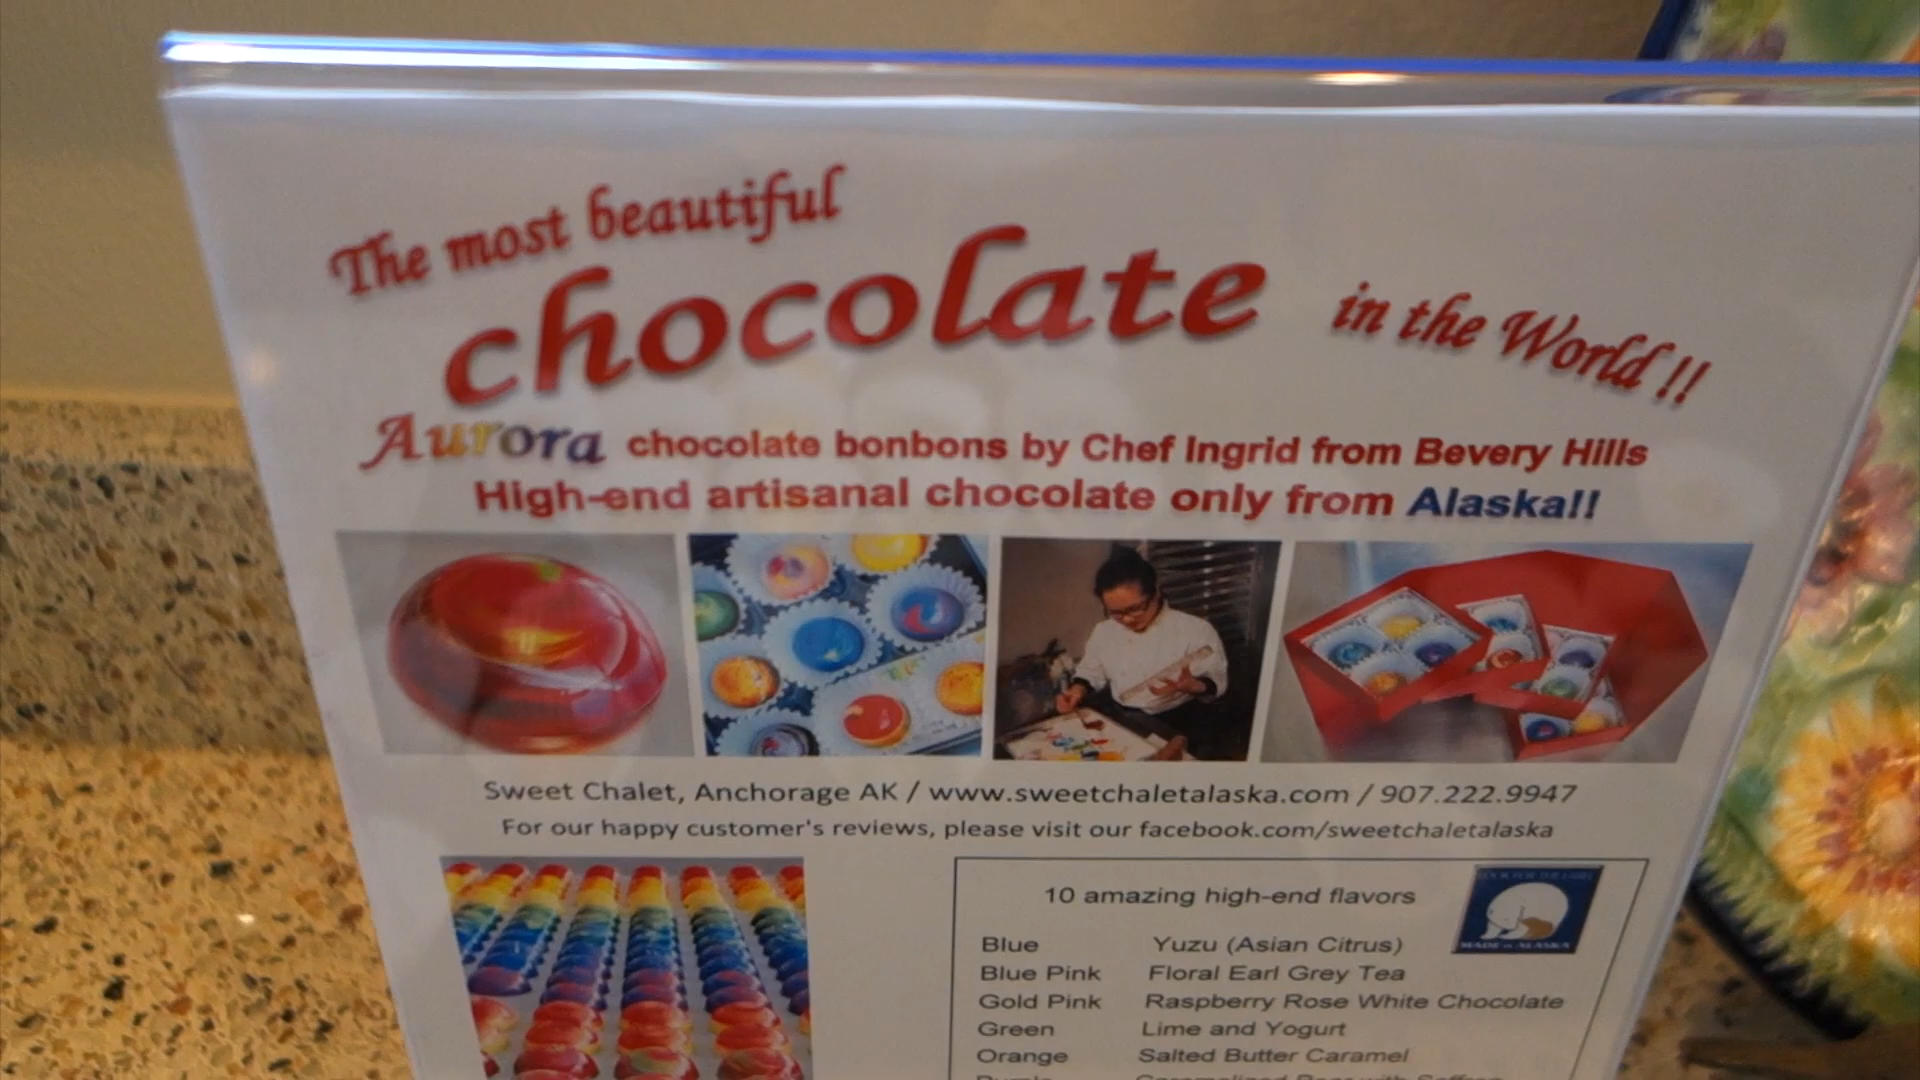 The most beautiful
chocolate in the World !!
Aurora chocolate bonbons by Chef Ingrid from Bevery Hills
High-end artisanal chocolate only from Alaska!!
Sweet Chalet, Anchorage AK / www.sweetchaletalaska.com / 907.222.9947
For our happy customer's reviews, please visit our facebook.com/sweetchaletalaska
10 amazing high-end flavors
MADE in ALASKA
Blue Yuzu (Asian Citrus)
Blue Pink Floral Earl Grey Tea
Gold Pink Raspberry Rose White Chocolate
Green Lime and Yogurt
Orange Salted Butter Caramel